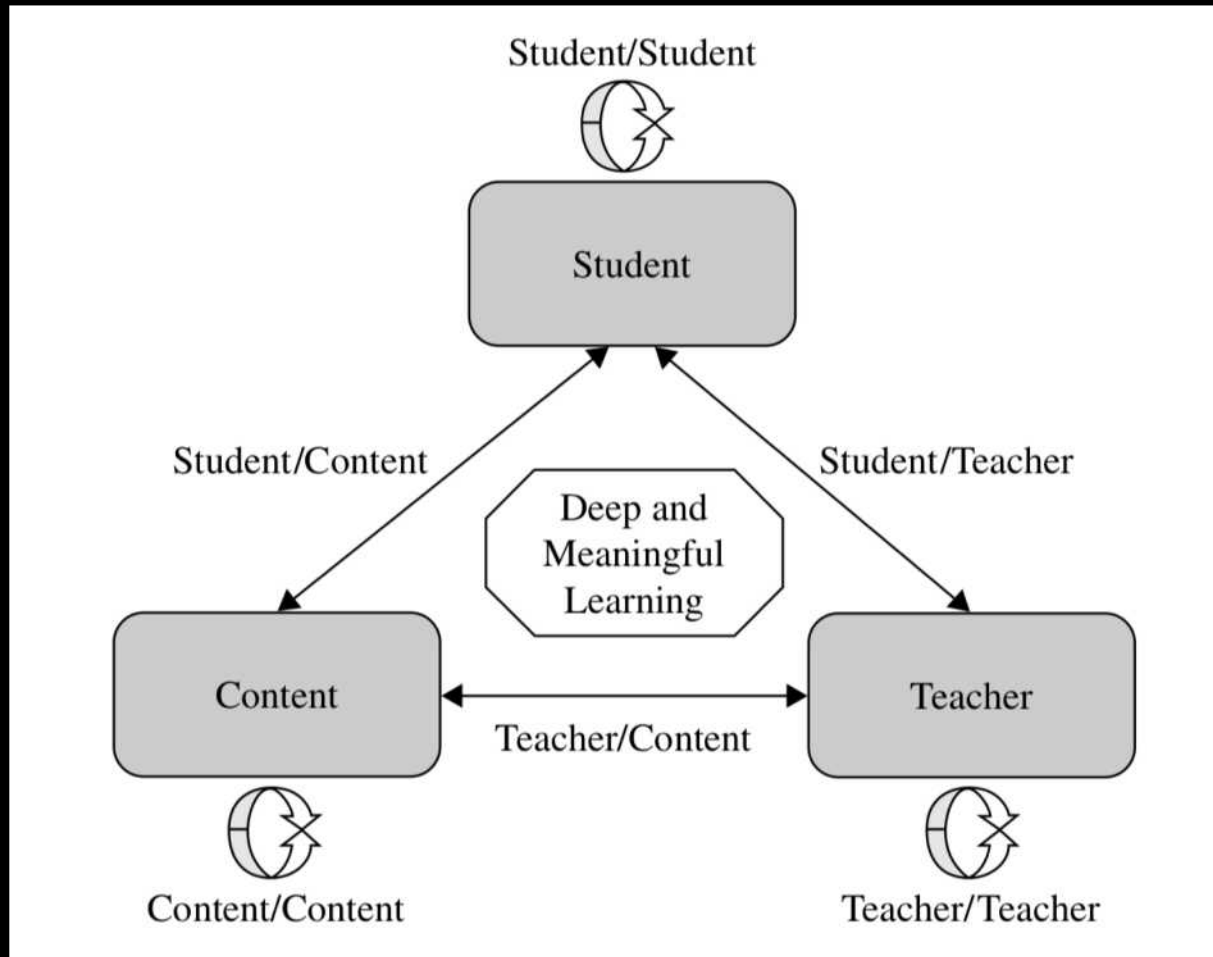 Student/Student
Student
Student/Content
Student/Teacher
Deep and
Meaningful
Learning
Content
Teacher
Teacher/Content
Content/Content
Teacher/Teacher